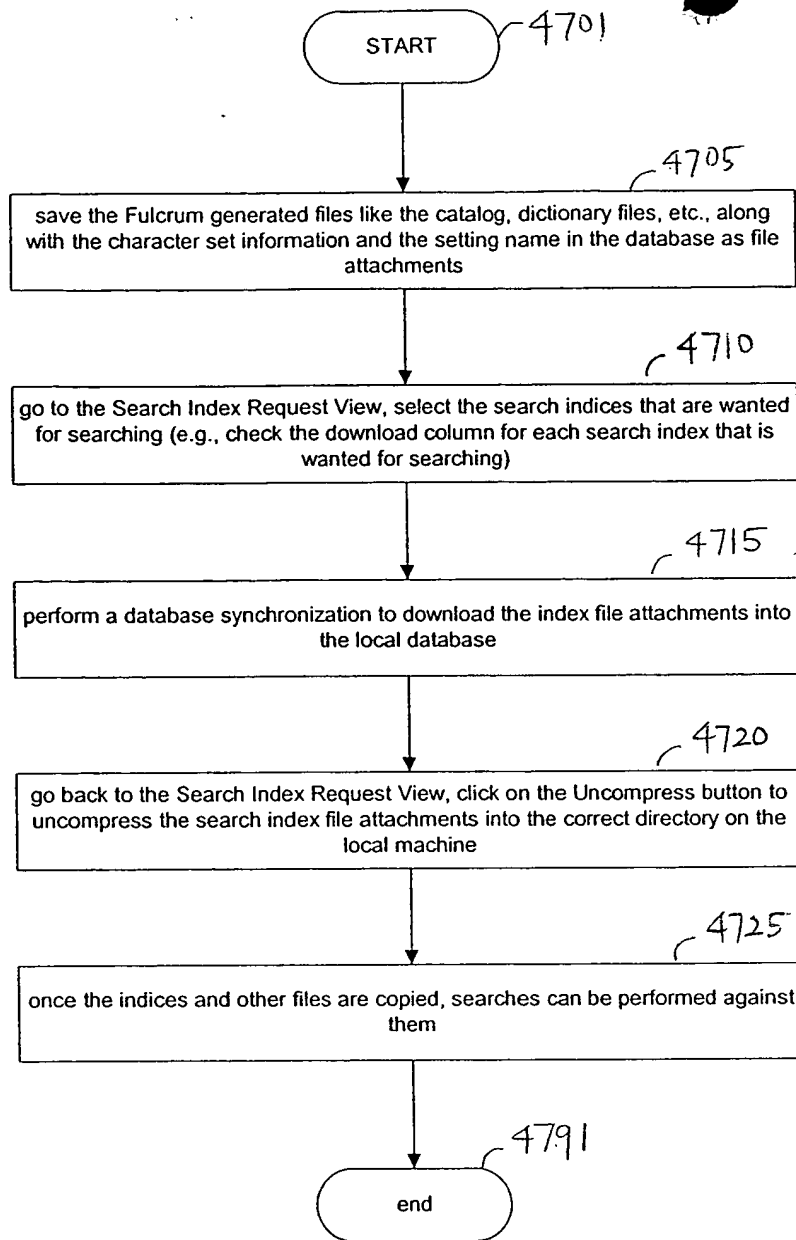 START
4701
4705
save the Fulcrum generated files like the catalog, dictionary files, etc., along
with the character set information and the setting name in the database as file
attachments
4710
go to the Search Index Request View, select the search indices that are wanted
for searching (e.g., check the download column for each search index that is
wanted for searching)
4715
perform a database synchronization to download the index file attachments into
the local database
4720
go back to the Search Index Request View, click on the Uncompress button to
uncompress the search index file attachments into the correct directory on the
local machine
4725
once the indices and other files are copied, searches can be performed against
them
4791
end